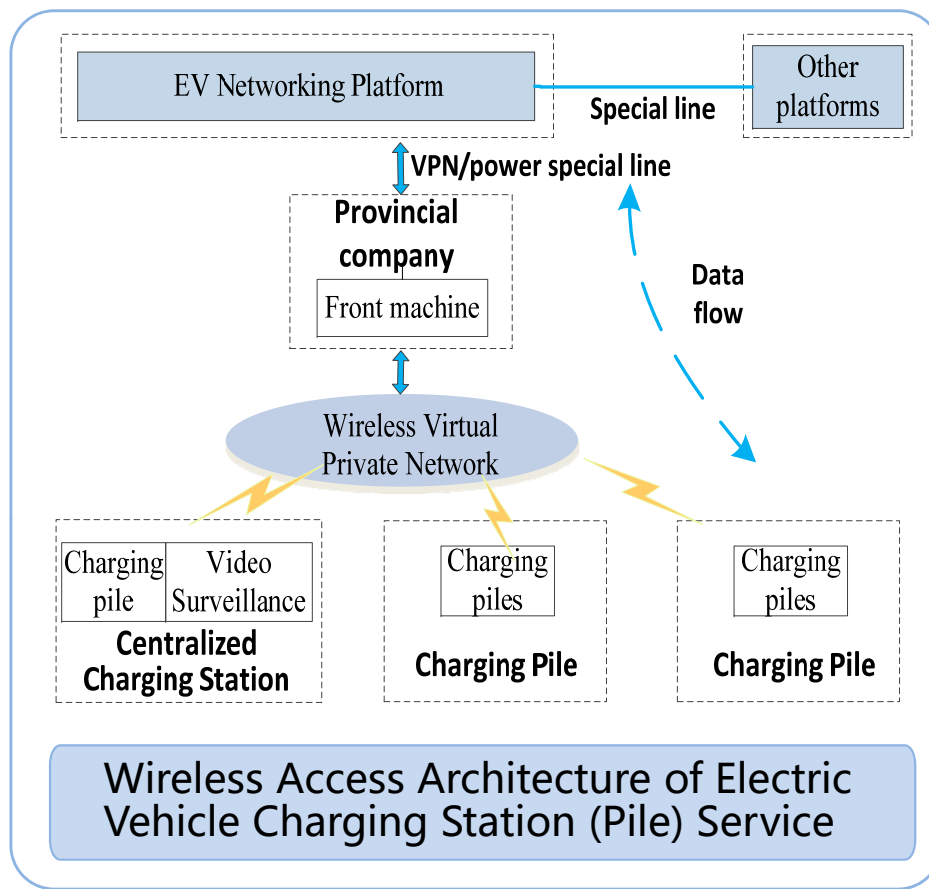 EV Networking Platform
Other
platforms
Special line
VPN/power special line
Provincial
company
Front machine
Data
flow
Wireless Virtual
Private Network
Charging
pile
Video
Surveillance
Centralized
Charging Station
Charging
piles
Charging Pile
Charging
piles
Charging Pile
Wireless Access Architecture of Electric
Vehicle Charging Station (Pile) Service